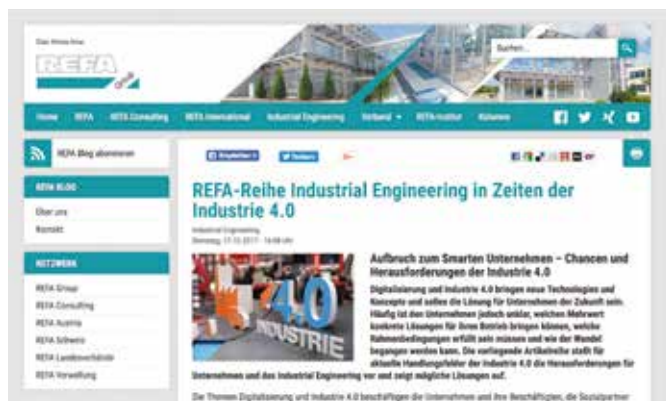 REFA
blog
Suchen...
Home REFA REFA Consulting REFA International Industrial Engineering Verband REFA-Institut Kolumne
REFA Blog abonnieren
REFA BLOG
Über uns
Kontakt
NETZWERK
REFA Group
REFA Consulting
REFA Austria
REFA Schweiz
REFA Landesverbände
REFA Verwaltung
Empfehlen
Twittern
REFA-Reihe Industrial Engineering in Zeiten der
Industrie 4.0
Industrial Engineering
4.0
INDUSTRIE
Aufbruch zum Smarten Unternehmen – Chancen und
Herausforderungen der Industrie 4.0
Digitalisierung und Industrie 4.0 bringen neue Technologien und
Konzepte und sollen die Lösung für Unternehmen der Zukunft sein.
Häufig ist den Unternehmen jedoch unklar, welchen Mehrwert
konkrete Lösungen für ihren Betrieb bringen können, welche
Rahmenbedingungen erfüllt sein müssen und wie der Wandel
begangen werden kann. Die vorliegende Artikelreihe stellt für
aktuelle Handlungsfelder der Industrie 4.0 die Herausforderungen für
Unternehmen und das Industrial Engineering vor und zeigt mögliche Lösungen auf.
Die Themen Digitalisierung und Industrie 4.0 beschäftigen die Unternehmen und ihre Beschäftigten, die Sozialpartner